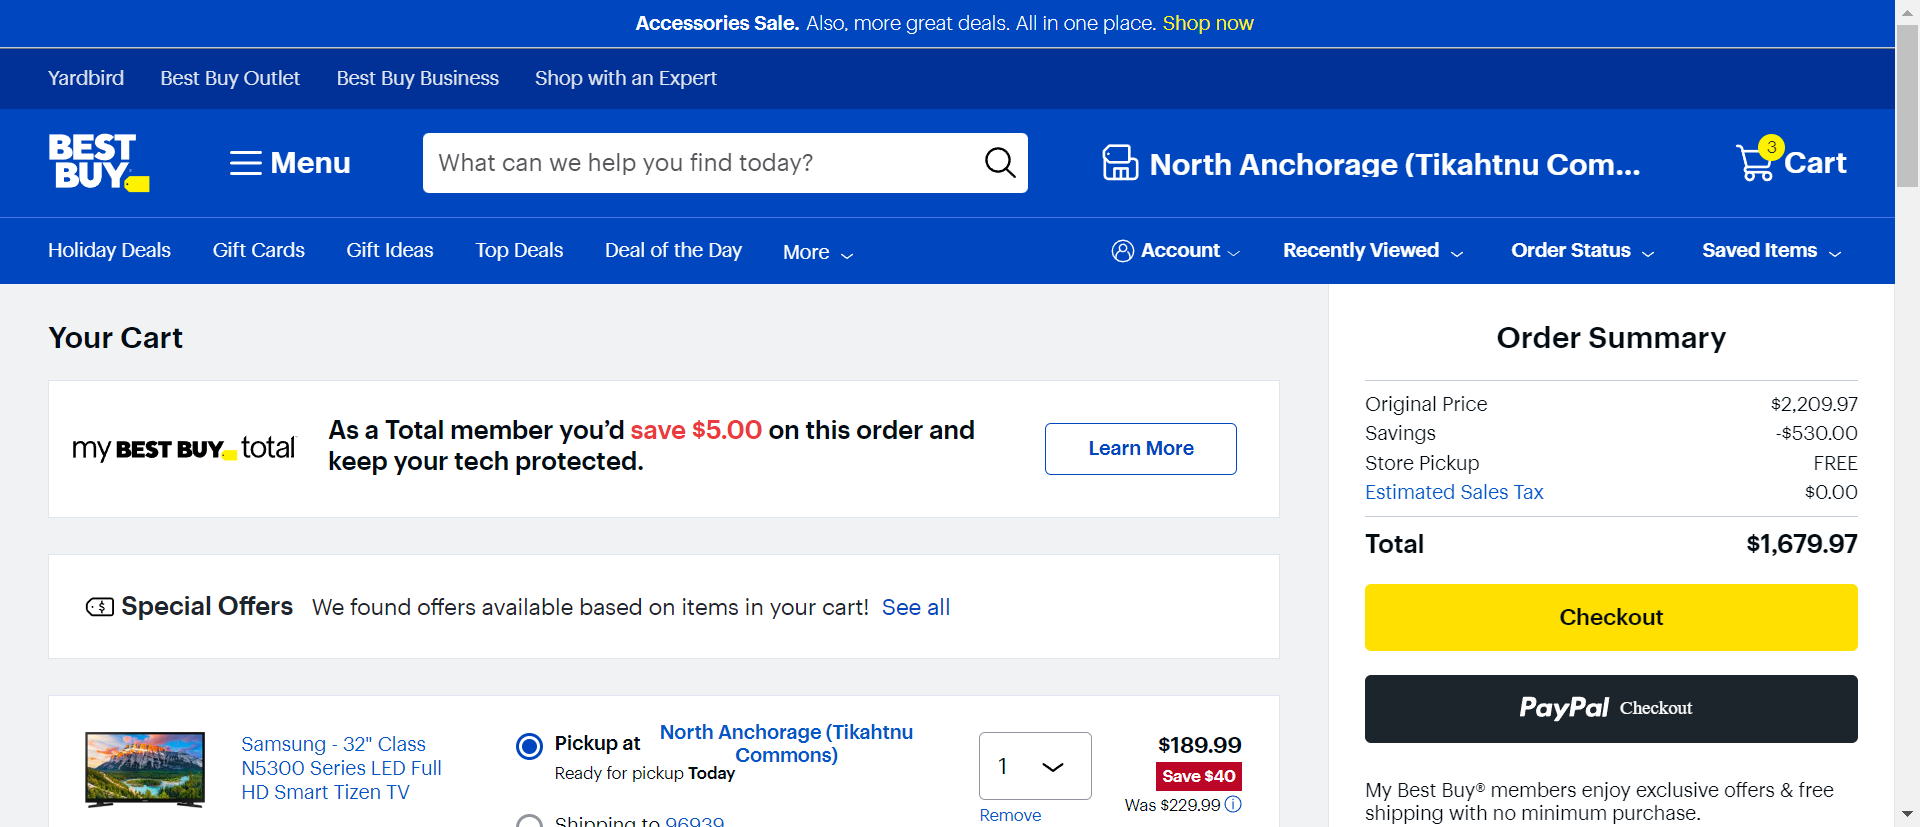 Accessories Sale. Also, more great deals. All in one place. Shop now
Yardbird Best Buy Outlet Best Buy Business Shop with an Expert
BEST
BUY
Menu
What can we help you find today?
North Anchorage (Tikahtnu Com...
3
Cart
Holiday Deals Gift Cards Gift Ideas Top Deals Deal of the Day More
Account Recently Viewed Order Status Saved Items
Your Cart
my BEST BUY total
As a Total member you'd save $5.00 on this order and
keep your tech protected.
Learn More
Special Offers We found offers available based on items in your cart! See all
Samsung - 32" Class
N5300 Series LED Full
HD Smart Tizen TV
Pickup at North Anchorage (Tikahtnu
Commons)
Ready for pickup Today
Shipping to 96939
1
Remove
$189.99
Save $40
Was $229.99
Order Summary
Original Price $2,209.97
Savings -$530.00
Store Pickup FREE
Estimated Sales Tax $0.00
Total $1,679.97
Checkout
PayPal Checkout
My Best Buy® members enjoy exclusive offers & free
shipping with no minimum purchase.